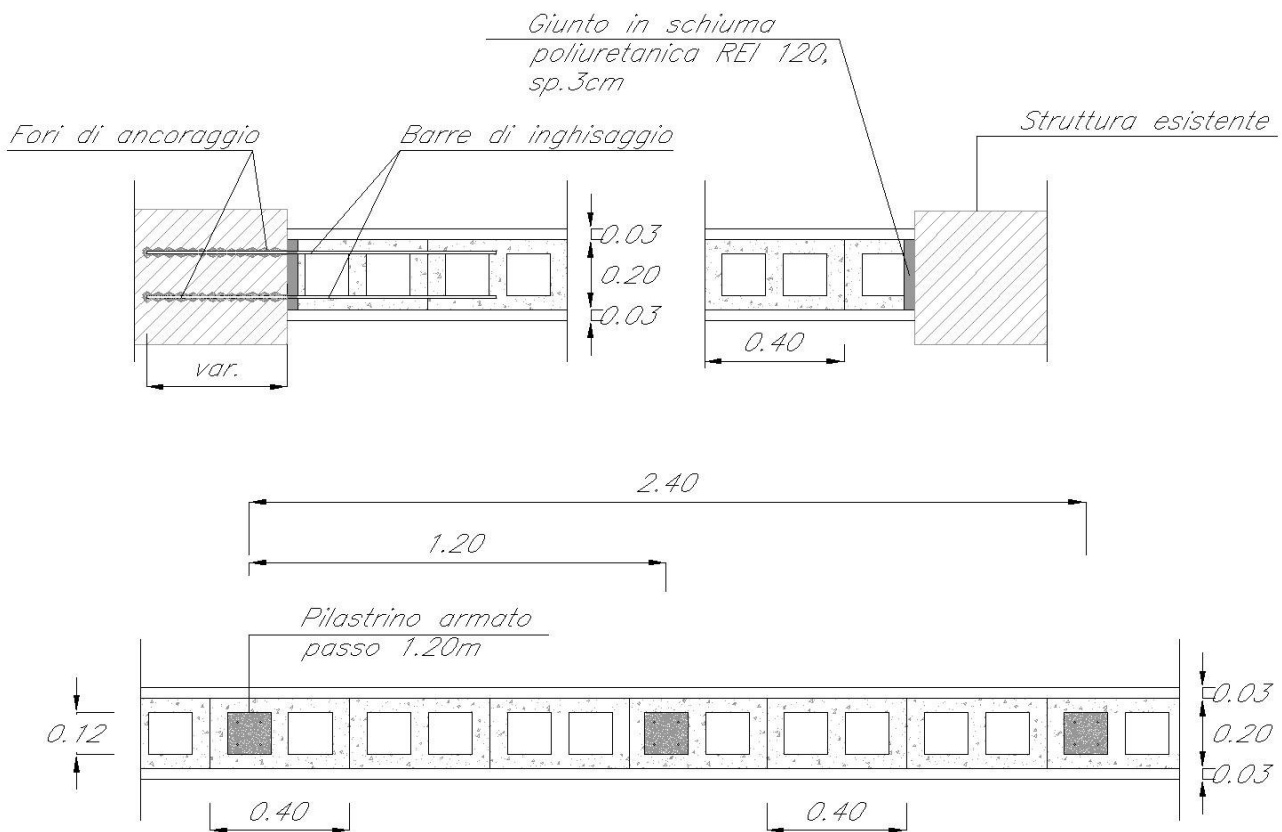 Giunto in schiuma
poliuretanica REI 120,
sp.3cm
Fori di ancoraggio
Barre di inghisaggio
Struttura esistente
0.03
0.20
0.03
0.40
var.
2.40
1.20
Pilastrino armato
passo 1.20m
0.12
0.03
0.20
0.03
0.40
0.40